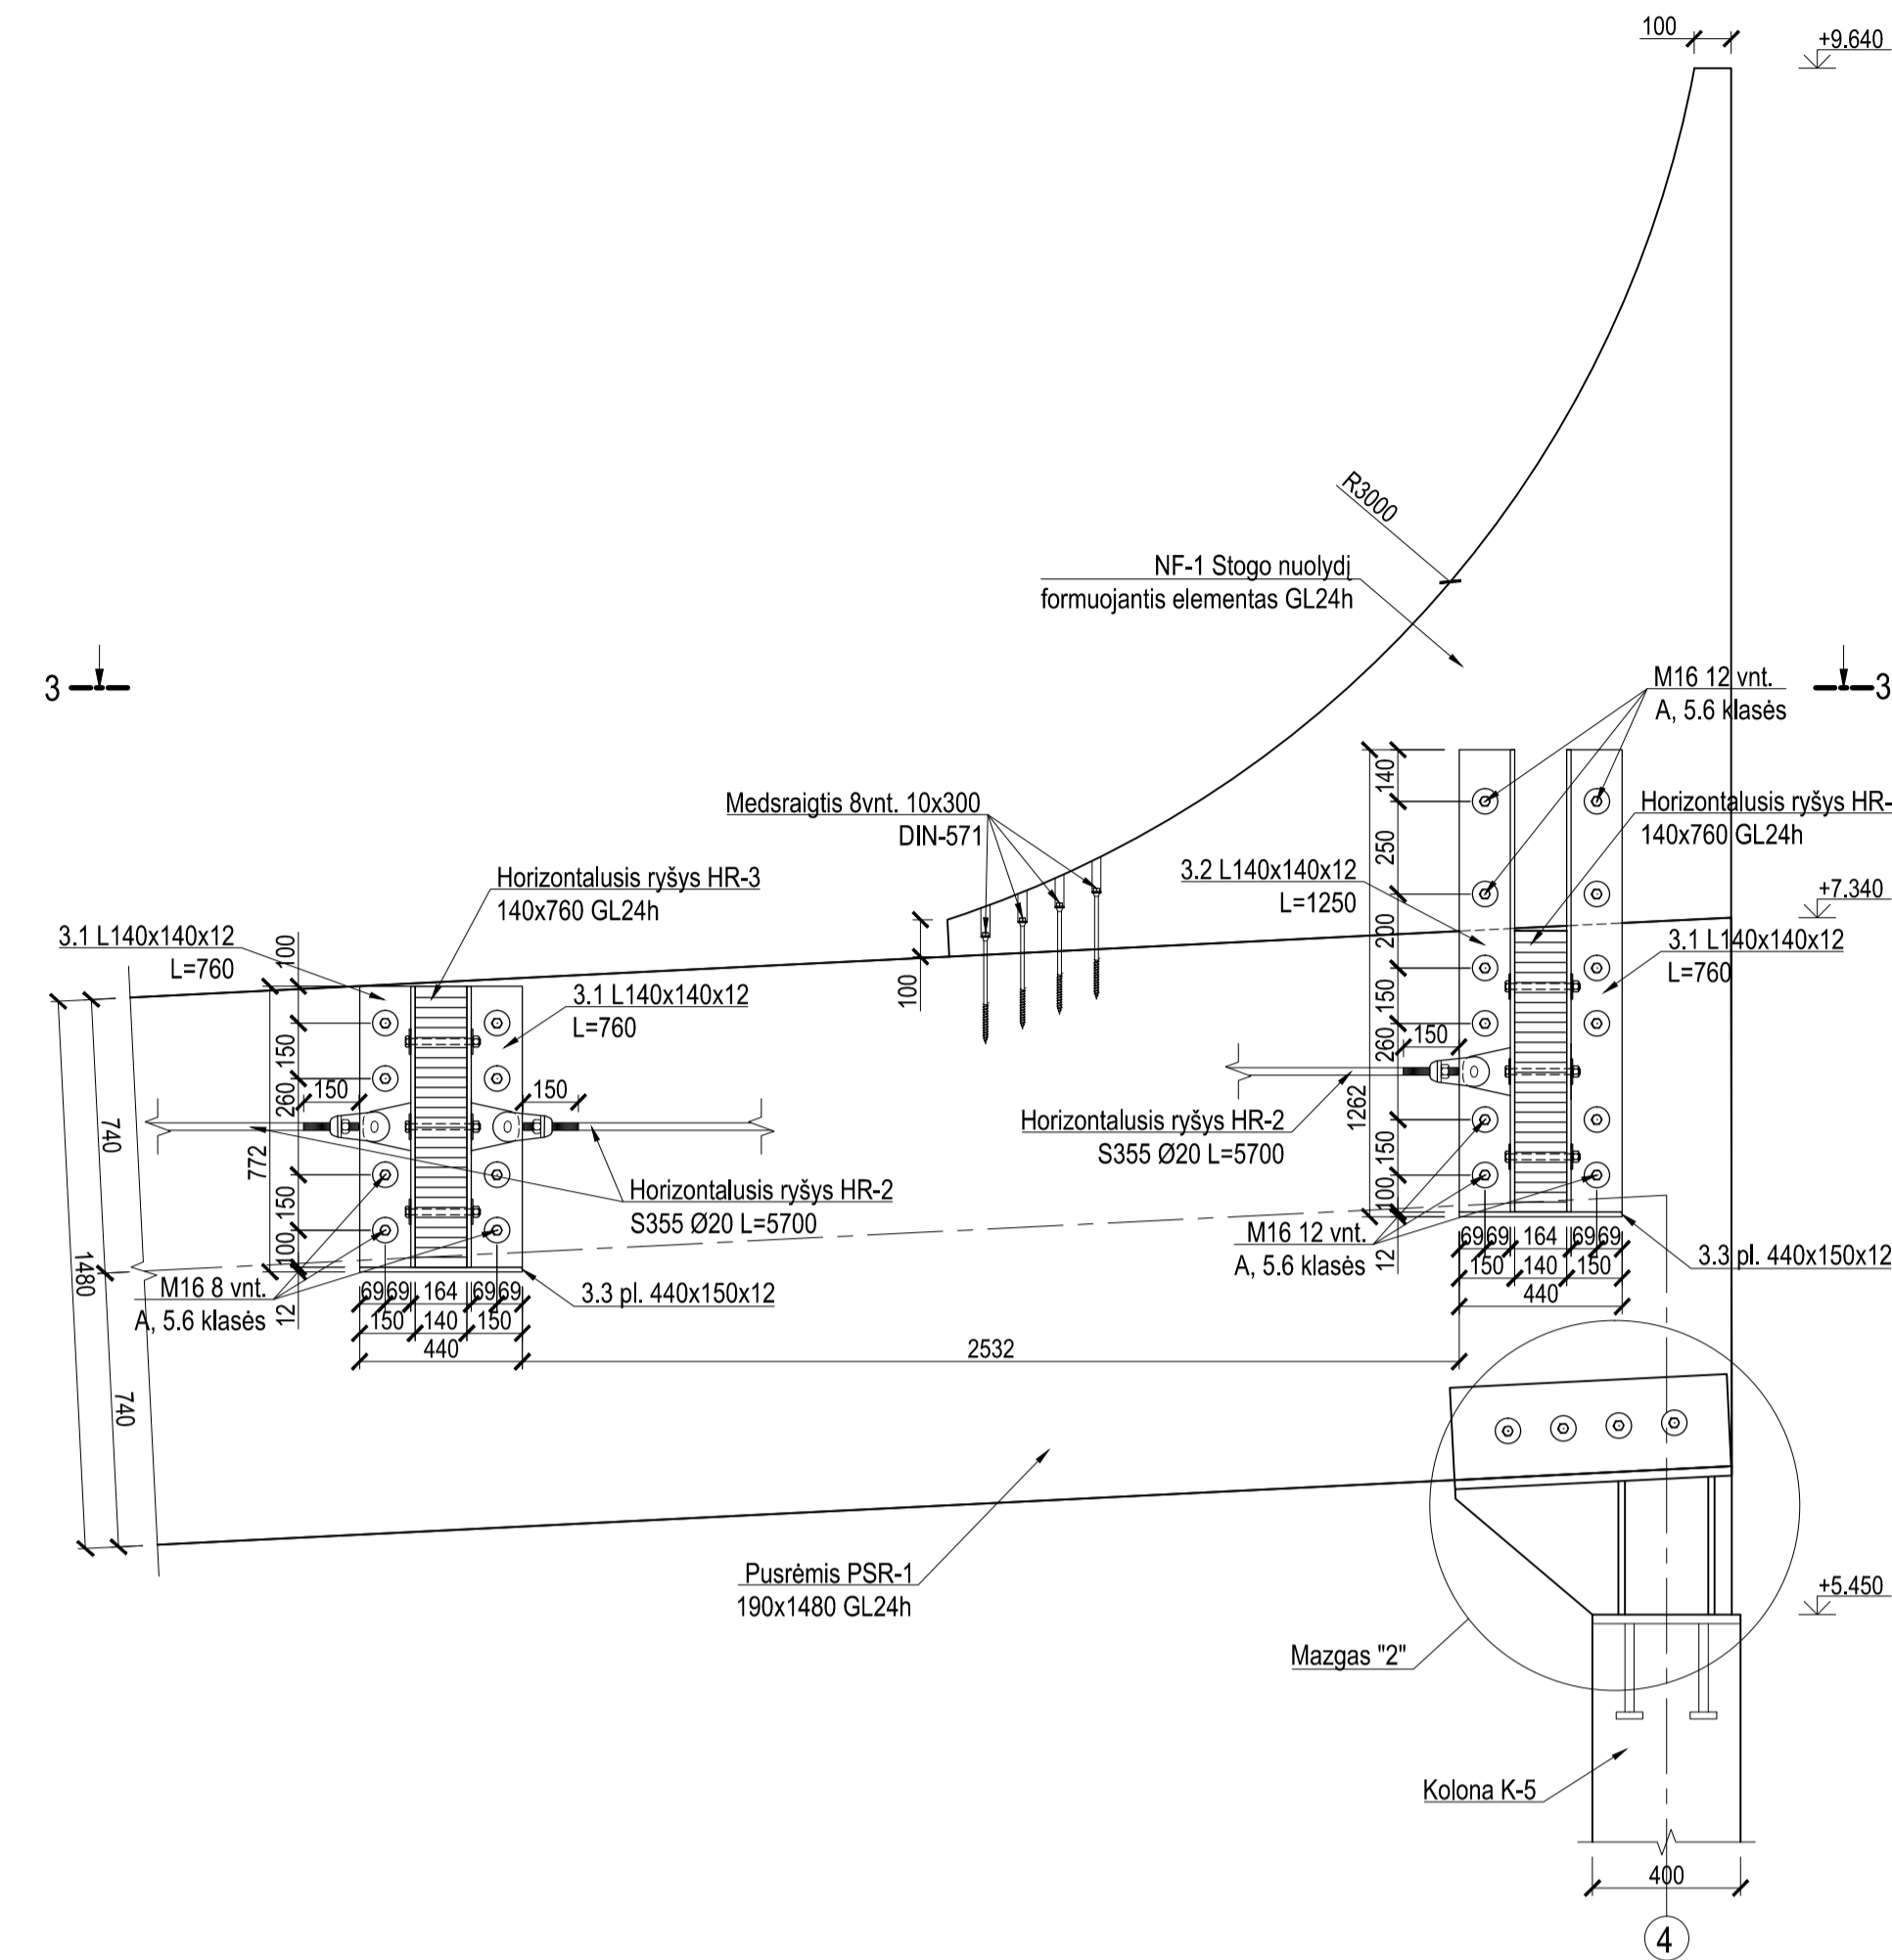 100
+9.640
R3000
NF-1 Stogo nuolydį
formuojantis elementas GL24h
3
3
M16 12 vnt.
A, 5.6 klasės
Medsraigtis 8vnt. 10x300
DIN-571
Horizontalusis ryšys HR-
140x760 GL24h
3.2 L140x140x12
L=1250
Horizontalusis ryšys HR-3
140x760 GL24h
+7.340
3.1 L140x140x12
L=760
3.1 L140x140x12
L=760
3.1 L140x140x12
L=760
100
150
260
150
100
12
772
740
740
1480
150
150
100
140
250
200
150
260
150
100
12
1262
150
Horizontalusis ryšys HR-2
S355 Ø20 L=5700
Horizontalusis ryšys HR-2
S355 Ø20 L=5700
M16 8 vnt.
A, 5.6 klasės
3.3 pl. 440x150x12
69 69 164 69 69
150 140 150
440
2532
M16 12 vnt.
A, 5.6 klasės
3.3 pl. 440x150x12
69 69 164 69 69
150 140 150
440
Pusrėmis PSR-1
190x1480 GL24h
+5.450
Mazgas "2"
Kolona K-5
400
4